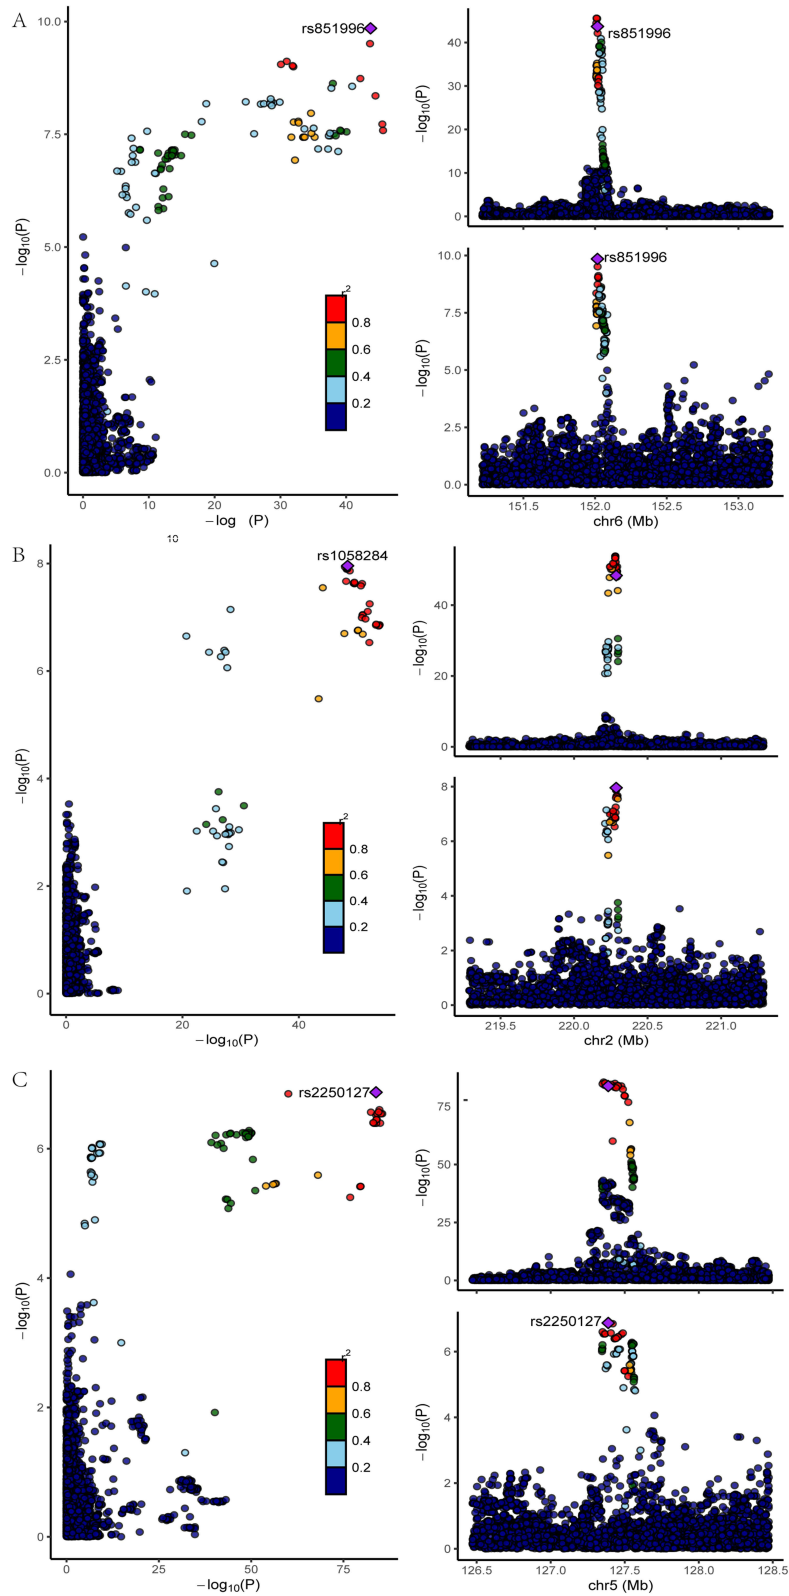 A
rs851996
10.0
7.5
5.0
2.5
0.0
−log₁₀(P)
0 10 20 30 40
−log (P)
10
r²
0.8
0.6
0.4
0.2
rs851996
40
30
20
10
0
−log₁₀(P)
rs851996
10.0
7.5
5.0
2.5
0.0
−log₁₀(P)
151.5 152.0 152.5 153.0
chr6 (Mb)
B
rs1058284
8
6
4
2
0
−log₁₀(P)
0 20 40
−log₁₀(P)
r²
0.8
0.6
0.4
0.2
40
20
0
−log₁₀(P)
8
6
4
2
0
−log₁₀(P)
219.5 220.0 220.5 221.0
chr2 (Mb)
C
rs2250127
6
4
2
0
−log₁₀(P)
0 25 50 75
−log₁₀(P)
r²
0.8
0.6
0.4
0.2
75
50
25
0
−log₁₀(P)
rs2250127
6
4
2
0
−log₁₀(P)
126.5 127.0 127.5 128.0 128.5
chr5 (Mb)